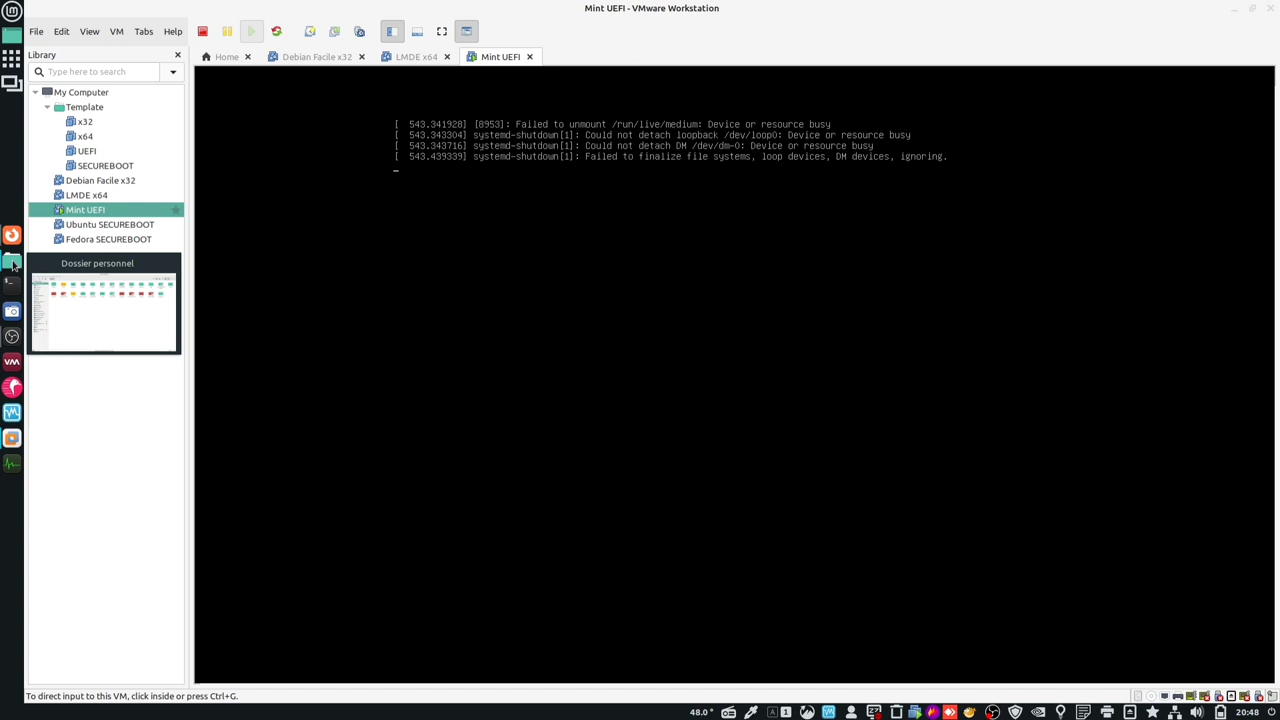 Mint UEFI - VMware Workstation
File Edit View VM Tabs Help
Library
Home
Debian Facile x32
LMDE x64
Mint UEFI
Type here to search
My Computer
Template
x32
x64
UEFI
SECUREBOOT
Debian Facile x32
LMDE x64
Mint UEFI
Ubuntu SECUREBOOT
Fedora SECUREBOOT
Dossier personnel
[  543.341928] [8953]: Failed to unmount /run/live/medium: Device or resource busy
[  543.343304] systemd-shutdown[1]: Could not detach loopback /dev/loop0: Device or resource busy
[  543.343716] systemd-shutdown[1]: Could not detach DM /dev/dm-0: Device or resource busy
[  543.439339] systemd-shutdown[1]: Failed to finalize file systems, loop devices, DM devices, ignoring.
To direct input to this VM, click inside or press Ctrl+G.
48.0 °
A 1
20:48